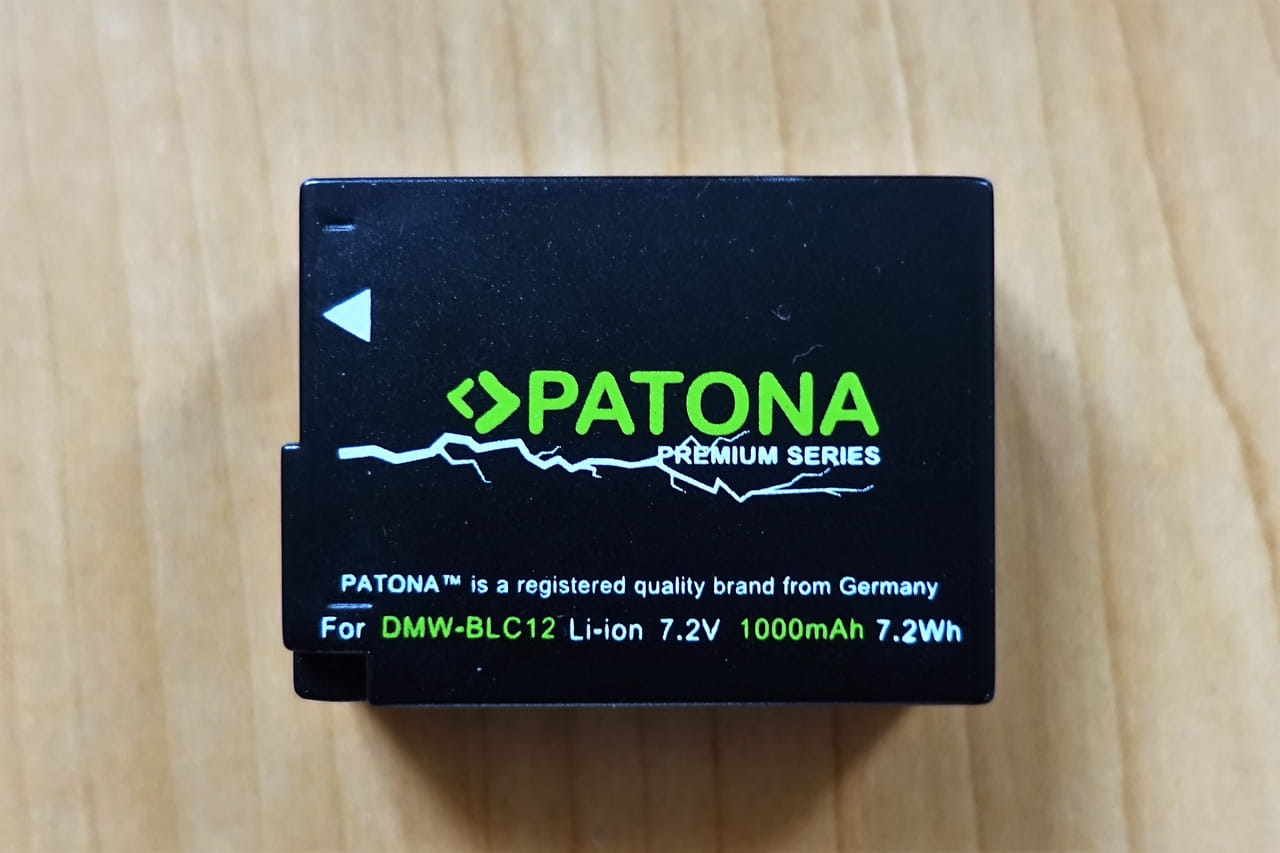 PATONA
PREMIUM SERIES
PATONA™ is a registered quality brand from Germany
For DMW-BLC12 Li-ion 7.2V 1000mAh 7.2Wh